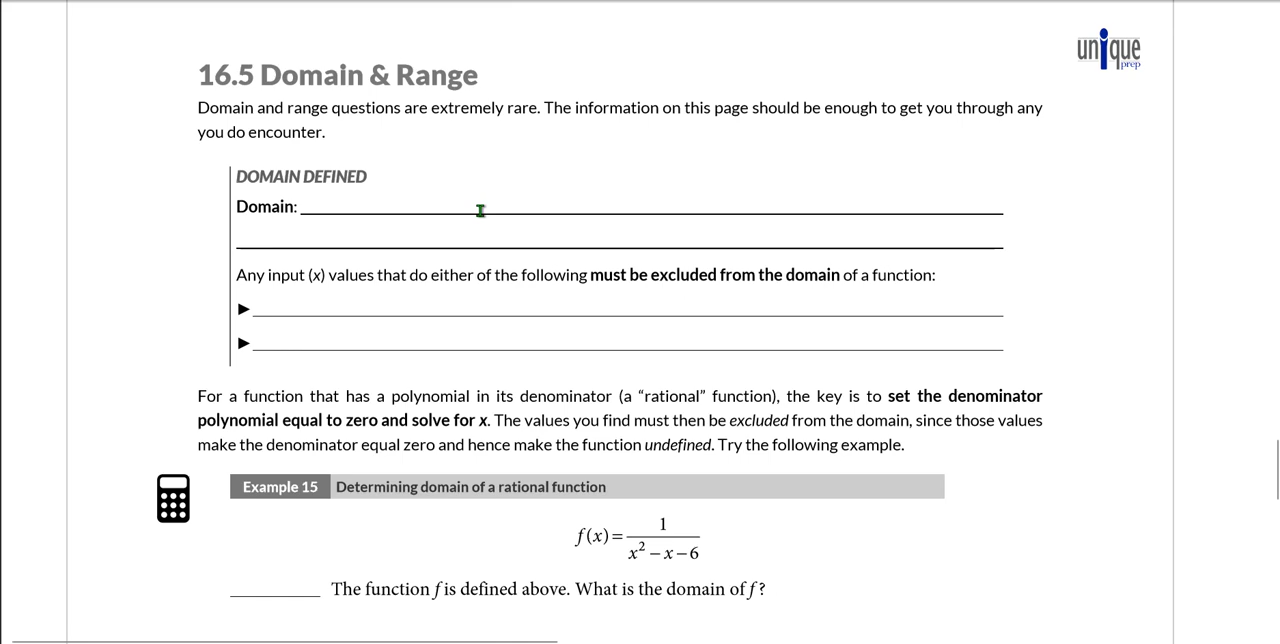 unique
prep
16.5 Domain & Range
Domain and range questions are extremely rare. The information on this page should be enough to get you through any
you do encounter.
DOMAIN DEFINED
Domain:
Any input (x) values that do either of the following must be excluded from the domain of a function:
►
►
For a function that has a polynomial in its denominator (a “rational” function), the key is to set the denominator
polynomial equal to zero and solve for x. The values you find must then be excluded from the domain, since those values
make the denominator equal zero and hence make the function undefined. Try the following example.
Example 15 Determining domain of a rational function
f(x) = 1 / (x² – x – 6)
The function f is defined above. What is the domain of f?